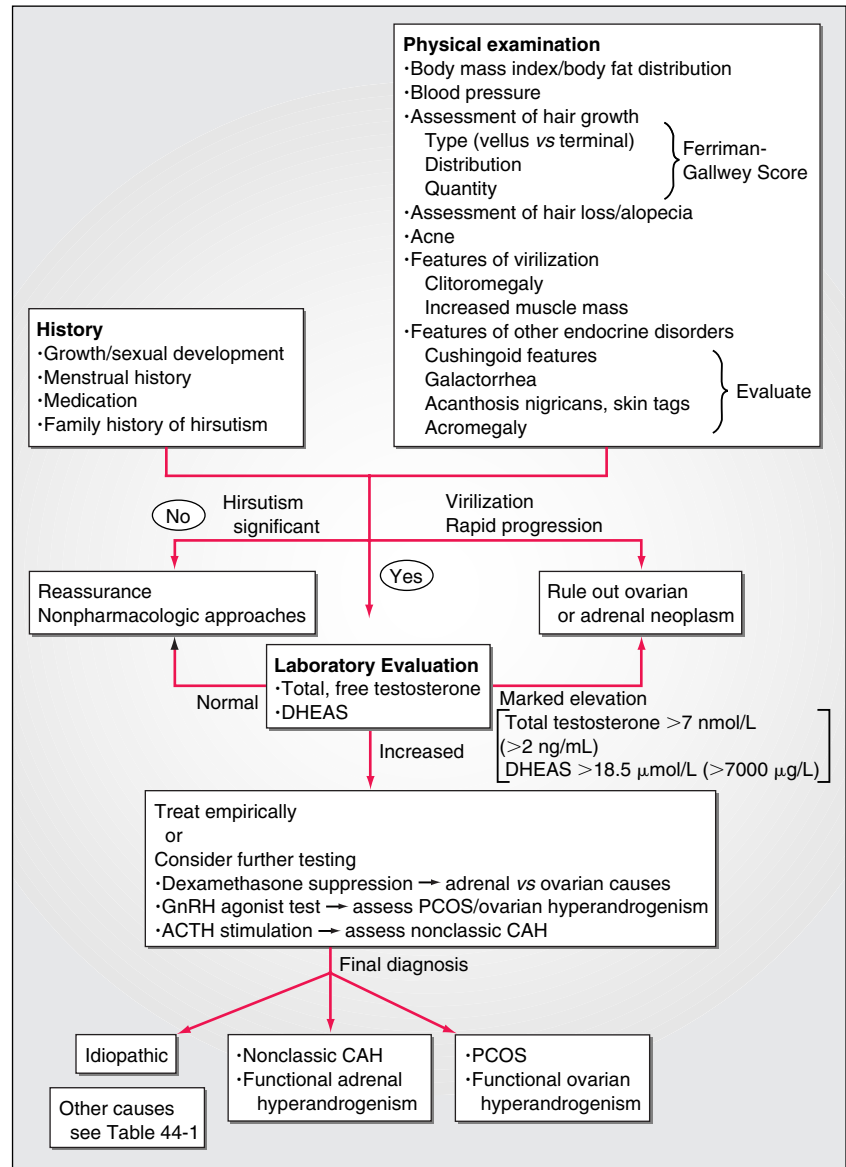 Physical examination
·Body mass index/body fat distribution
·Blood pressure
·Assessment of hair growth
Type (vellus vs terminal)
Distribution
Quantity
Ferriman-
Gallwey Score
·Assessment of hair loss/alopecia
·Acne
·Features of virilization
Clitoromegaly
Increased muscle mass
·Features of other endocrine disorders
Cushingoid features
Galactorrhea
Acanthosis nigricans, skin tags
Acromegaly
Evaluate
History
·Growth/sexual development
·Menstrual history
·Medication
·Family history of hirsutism
No
Hirsutism
significant
Virilization
Rapid progression
Yes
Reassurance
Nonpharmacologic approaches
Rule out ovarian
or adrenal neoplasm
Laboratory Evaluation
·Total, free testosterone
·DHEAS
Normal
Marked elevation
Total testosterone >7 nmol/L
(>2 ng/mL)
DHEAS >18.5 μmol/L (>7000 μg/L)
Increased
Treat empirically
or
Consider further testing
·Dexamethasone suppression → adrenal vs ovarian causes
·GnRH agonist test → assess PCOS/ovarian hyperandrogenism
·ACTH stimulation → assess nonclassic CAH
Final diagnosis
Idiopathic
·Nonclassic CAH
·Functional adrenal
hyperandrogenism
·PCOS
·Functional ovarian
hyperandrogenism
Other causes
see Table 44-1